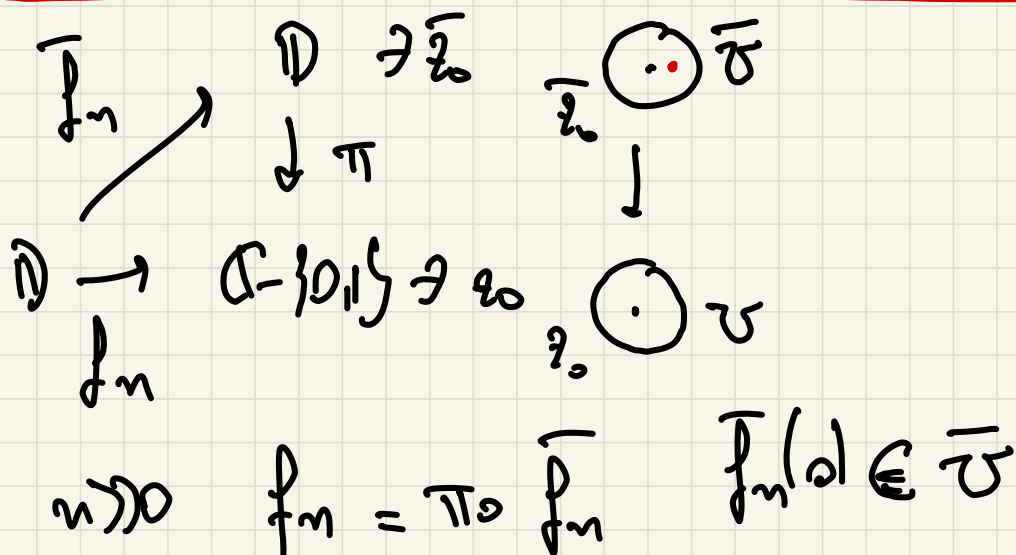 f̄ₙ 𝔻 ∋ z̄₀ z̄₀ Ū
↓ π
𝔻 → ℂ-{0,1} ∋ z₀ z₀ U
fₙ
n≫0 fₙ = π∘f̄ₙ f̄ₙ(0) ∈ Ū